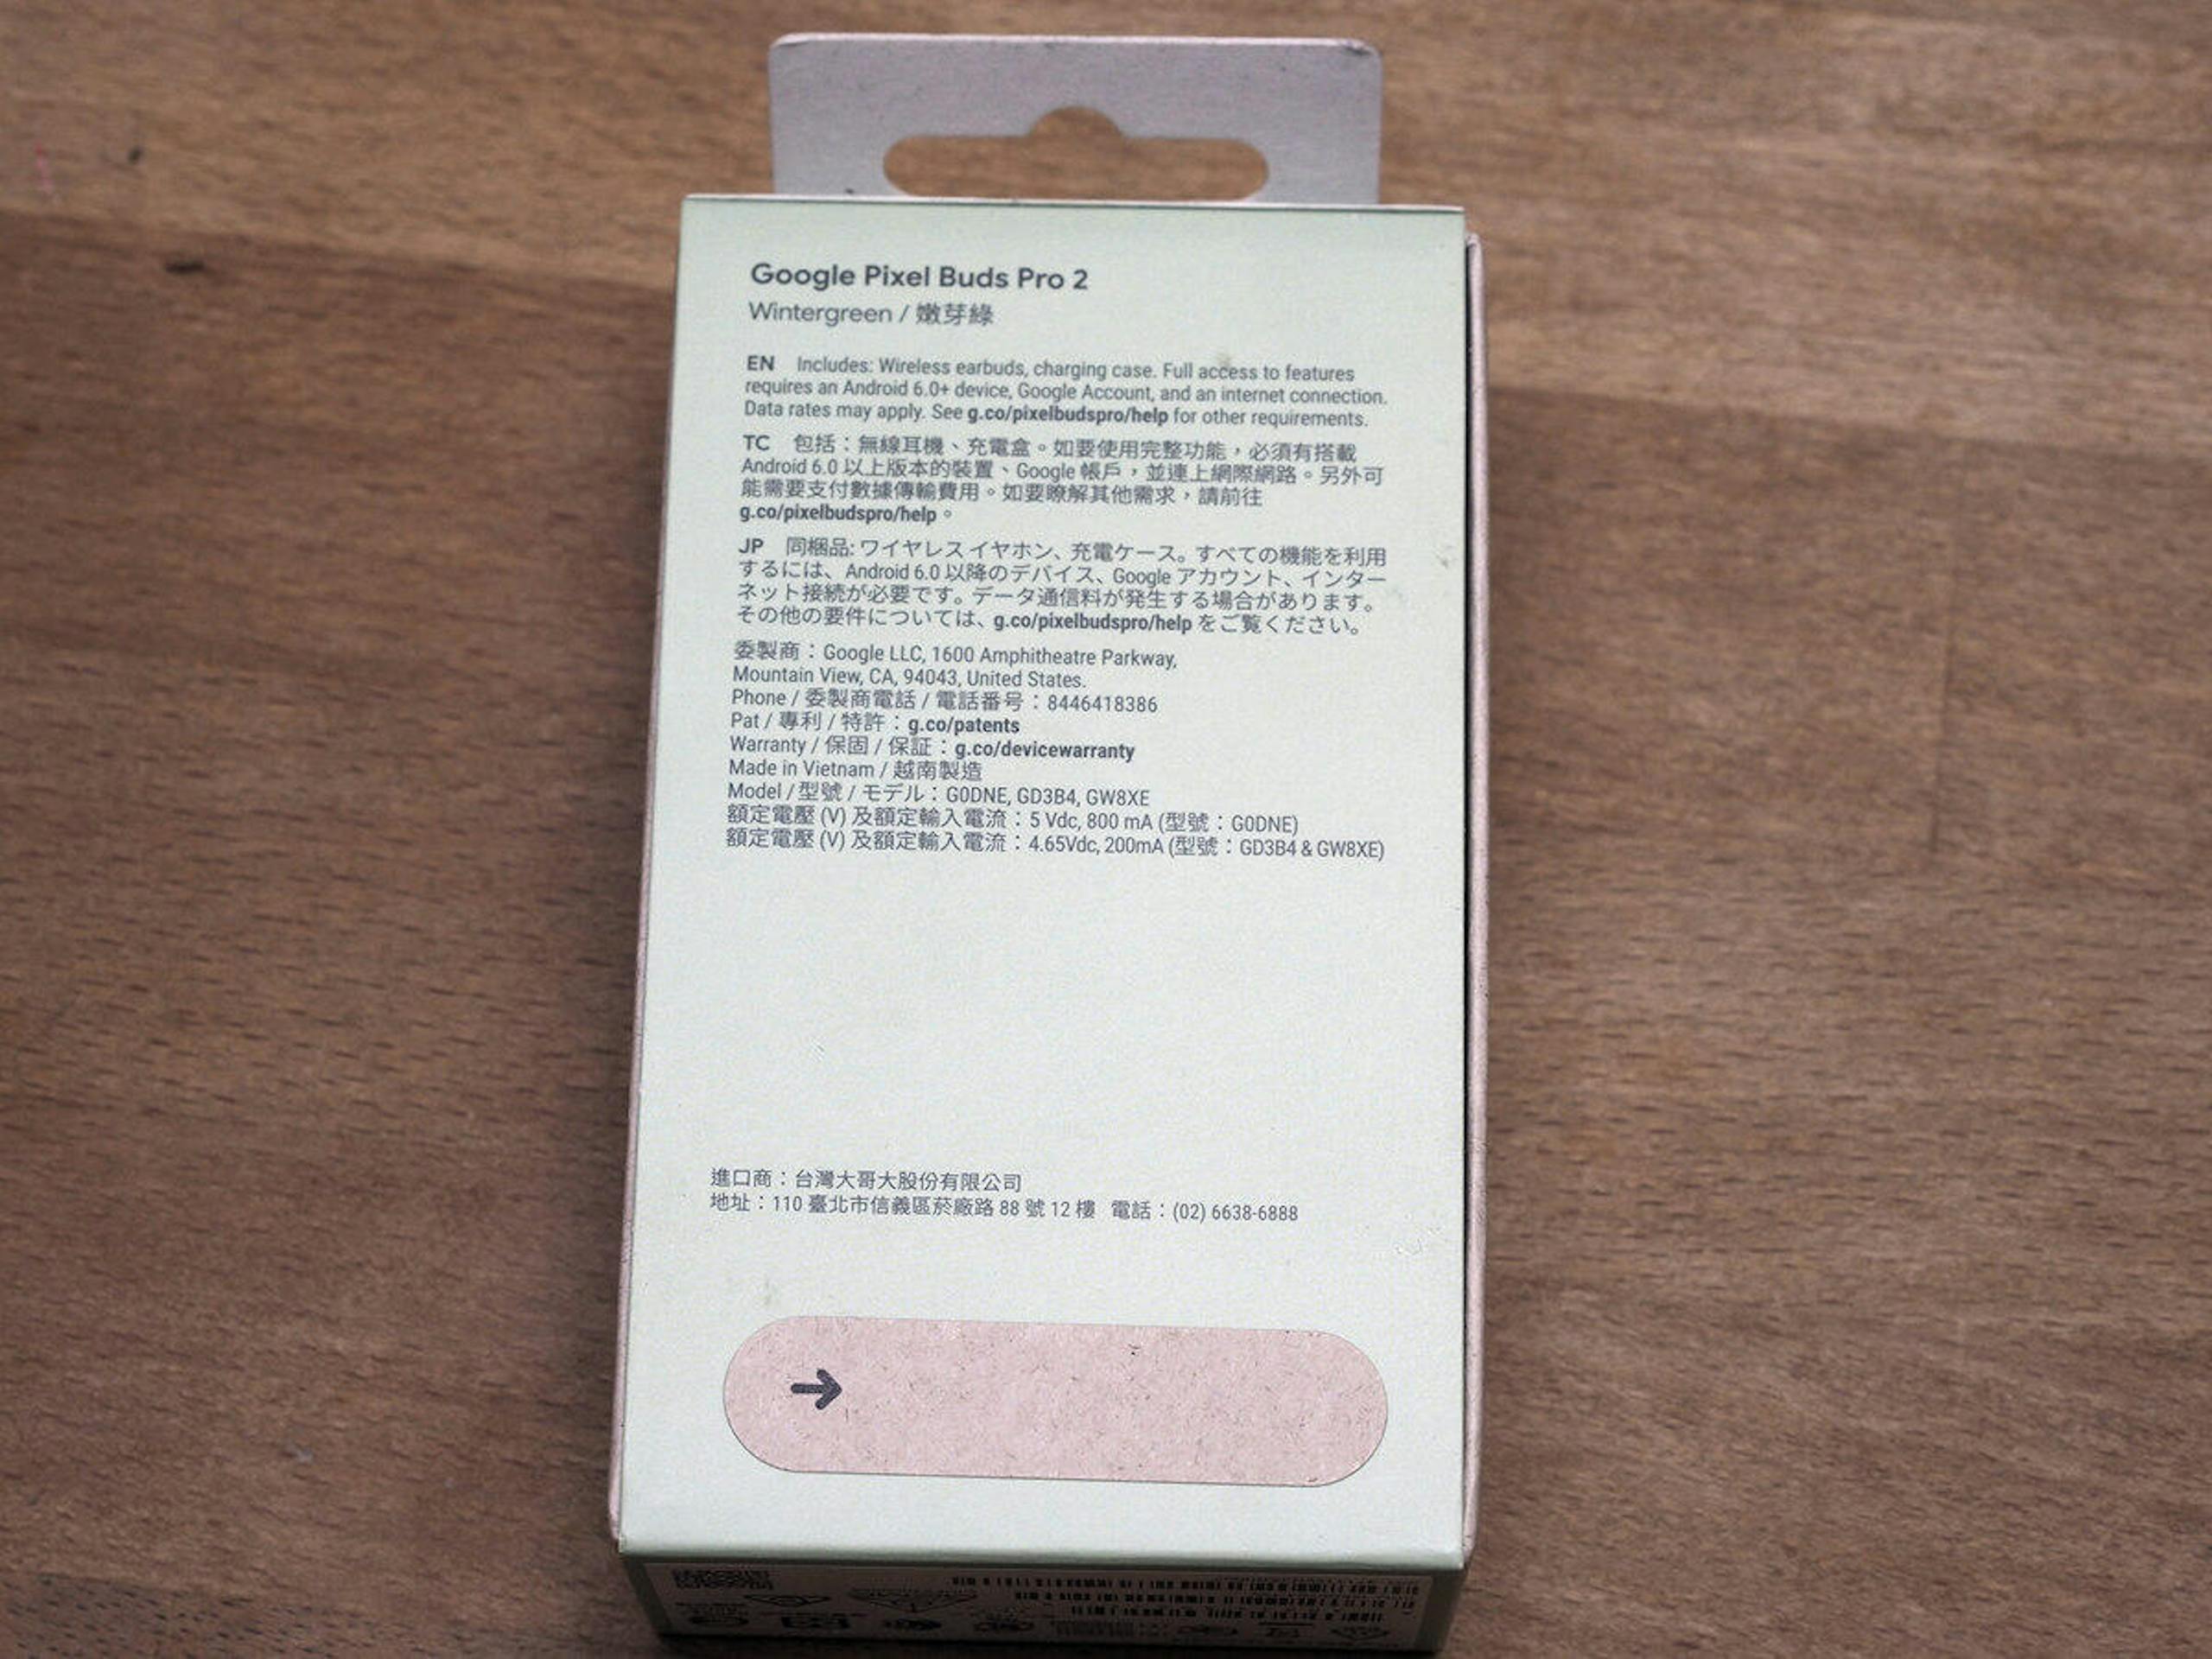 Google Pixel Buds Pro 2
Wintergreen / 嫩芽綠
EN Includes: Wireless earbuds, charging case. Full access to features
requires an Android 6.0+ device, Google Account, and an internet connection.
Data rates may apply. See g.co/pixelbudspro/help for other requirements.
TC 包括：無線耳機、充電盒。如要使用完整功能，必須有搭載
Android 6.0 以上版本的裝置、Google 帳戶，並連上網際網路。另外可
能需要支付數據傳輸費用。如要瞭解其他需求，請前往
g.co/pixelbudspro/help。
JP 同梱品: ワイヤレス イヤホン、充電ケース。すべての機能を利用
するには、Android 6.0 以降のデバイス、Google アカウント、インター
ネット接続が必要です。データ通信料が発生する場合があります。
その他の要件については、g.co/pixelbudspro/help をご覧ください。
委製商：Google LLC, 1600 Amphitheatre Parkway,
Mountain View, CA, 94043, United States.
Phone / 委製商電話 / 電話番号：8446418386
Pat / 專利 / 特許：g.co/patents
Warranty / 保固 / 保証：g.co/devicewarranty
Made in Vietnam / 越南製造
Model / 型號 / モデル：G0DNE, GD3B4, GW8XE
額定電壓 (V) 及額定輸入電流：5 Vdc, 800 mA (型號：G0DNE)
額定電壓 (V) 及額定輸入電流：4.65Vdc, 200mA (型號：GD3B4 & GW8XE)
進口商：台灣大哥大股份有限公司
地址：110 臺北市信義區菸廠路 88 號 12 樓 電話：(02) 6638-6888